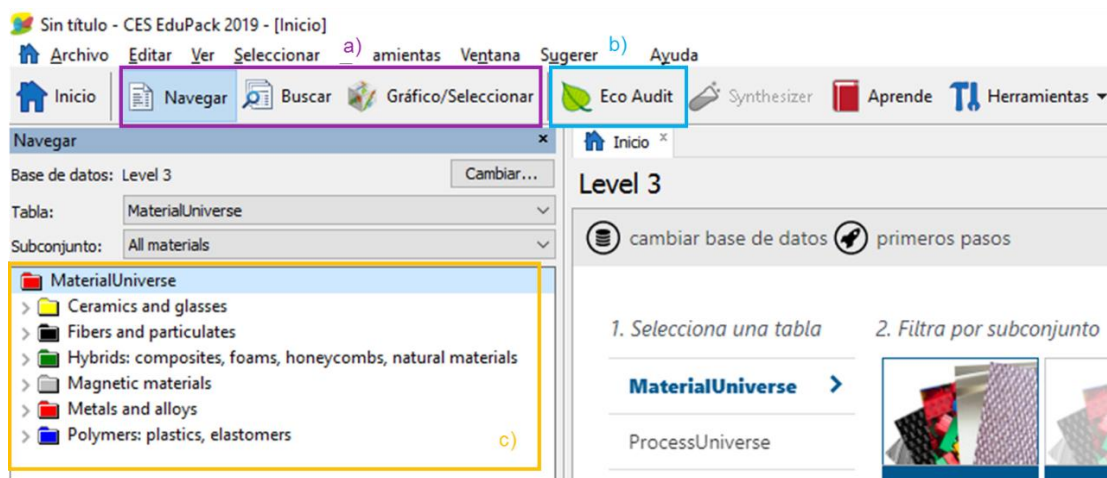 Sin título - CES EduPack 2019 - [Inicio]
Archivo Editar Ver Seleccionar a) amientas Ventana Sugerer b) Ayuda
Inicio Navegar Buscar Gráfico/Seleccionar Eco Audit Synthesizer Aprende Herramientas
Navegar x
Inicio x
Base de datos: Level 3 Cambiar...
Level 3
Tabla: MaterialUniverse
Subconjunto: All materials
cambiar base de datos primeros pasos
MaterialUniverse
Ceramics and glasses
Fibers and particulates
Hybrids: composites, foams, honeycombs, natural materials
Magnetic materials
Metals and alloys
Polymers: plastics, elastomers
c)
1. Selecciona una tabla 2. Filtra por subconjunto
MaterialUniverse
ProcessUniverse